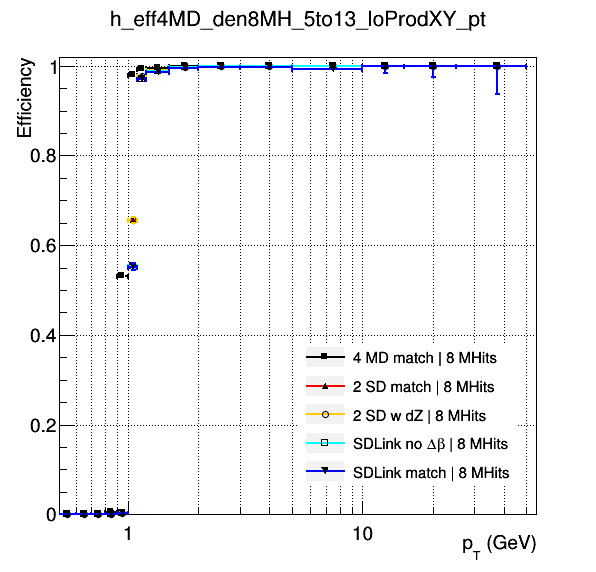 h_eff4MD_den8MH_5to13_loProdXY_pt
Efficiency
1
0.8
0.6
0.4
0.2
0
4 MD match | 8 MHits
2 SD match | 8 MHits
2 SD w dZ | 8 MHits
SDLink no Δβ | 8 MHits
SDLink match | 8 MHits
1
10
p_T (GeV)